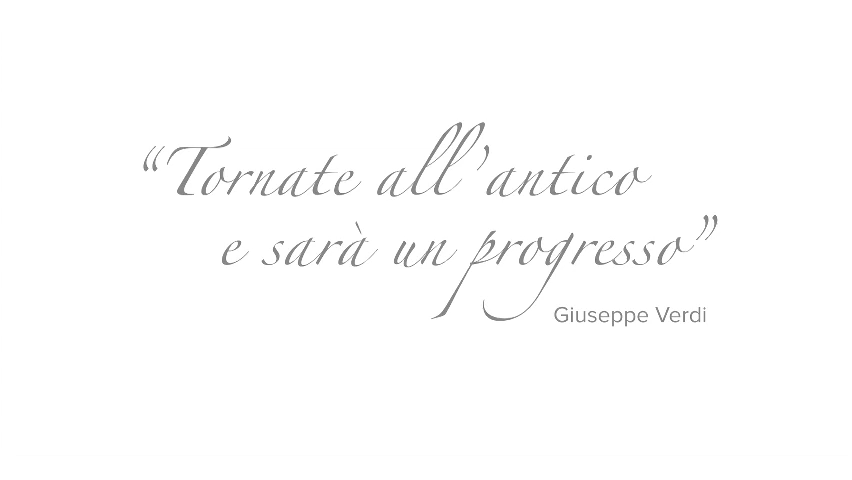 “Tornate all’antico
e sarà un progresso”
Giuseppe Verdi